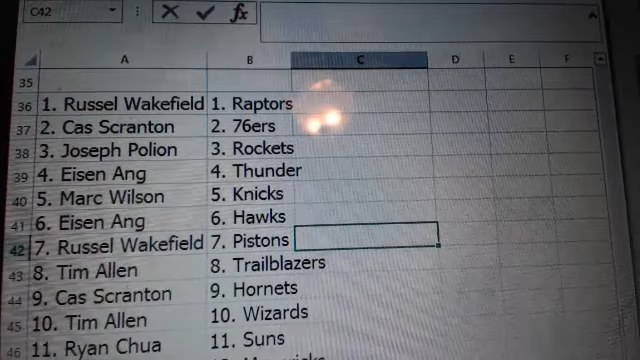 C42 fx
A B C D E F
35
36 1. Russel Wakefield 1. Raptors
37 2. Cas Scranton 2. 76ers
38 3. Joseph Polion 3. Rockets
39 4. Eisen Ang 4. Thunder
40 5. Marc Wilson 5. Knicks
41 6. Eisen Ang 6. Hawks
42 7. Russel Wakefield 7. Pistons
43 8. Tim Allen 8. Trailblazers
44 9. Cas Scranton 9. Hornets
45 10. Tim Allen 10. Wizards
46 11. Ryan Chua 11. Suns